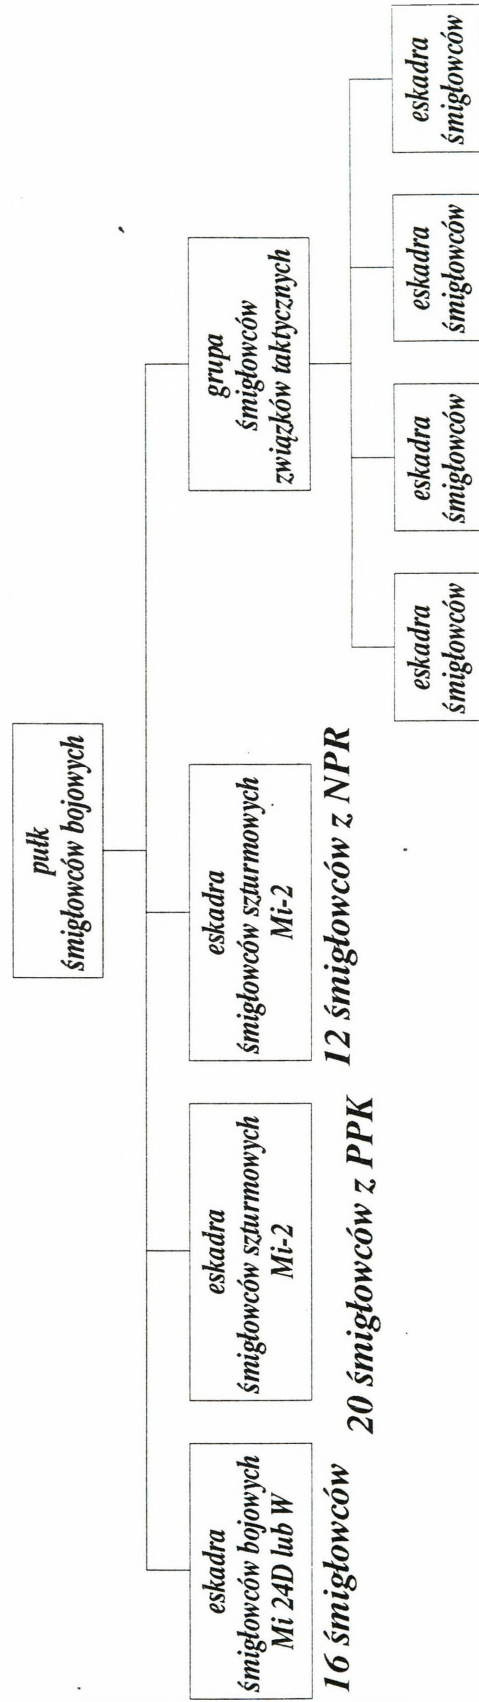 pułk
śmigłowców bojowych
eskadra
śmigłowców bojowych
Mi 24D lub W
16 śmigłowców
eskadra
śmigłowców szturmowych
Mi-2
20 śmigłowców z PPK
eskadra
śmigłowców szturmowych
Mi-2
12 śmigłowców z NPR
grupa
śmigłowców
związków taktycznych
eskadra
śmigłowców
eskadra
śmigłowców
eskadra
śmigłowców
eskadra
śmigłowców